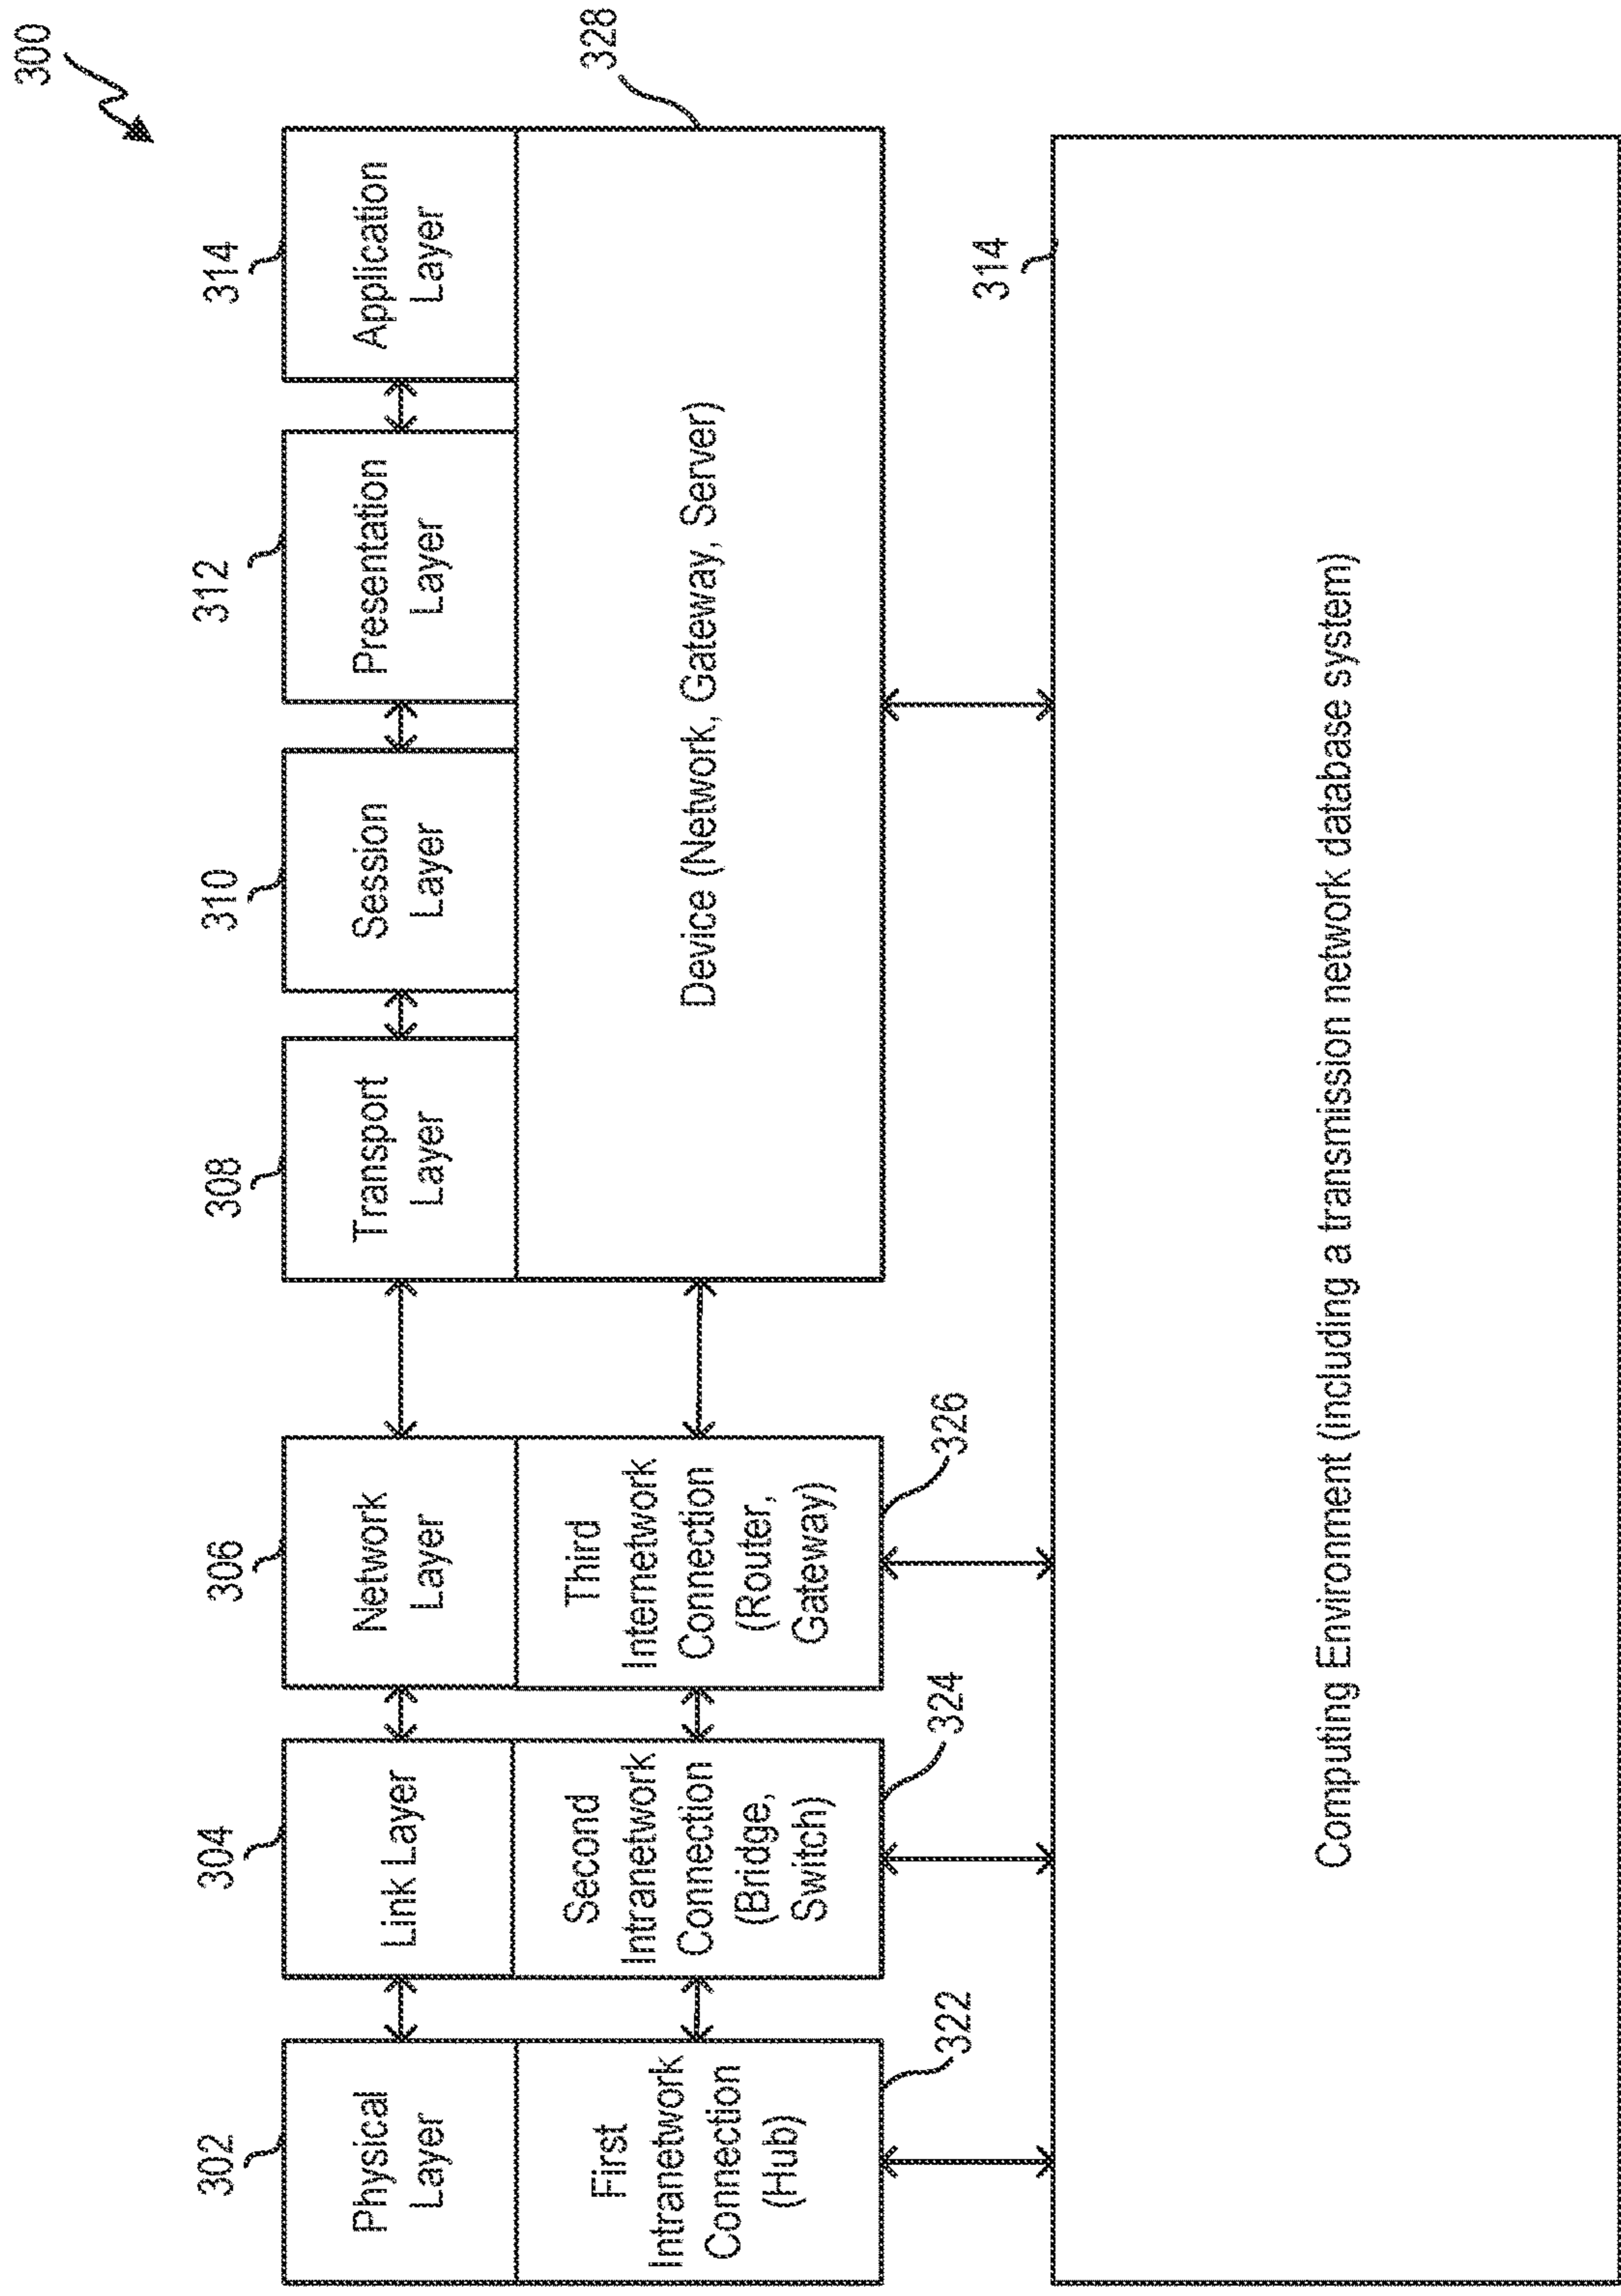 300
302
Physical
Layer
304
Link Layer
306
Network
Layer
308
Transport
Layer
310
Session
Layer
312
Presentation
Layer
314
Application
Layer
First
Intranetwork
Connection
(Hub)
322
Second
Intranetwork
Connection
(Bridge,
Switch)
324
Third
Internetwork
Connection
(Router,
Gateway)
326
Device (Network, Gateway, Server)
328
314
Computing Environment (including a transmission network database system)